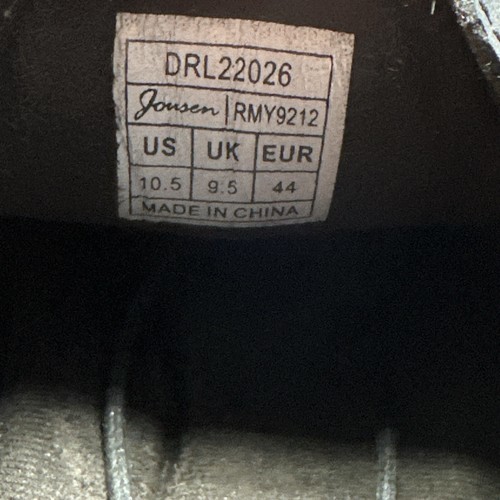 DRL22026
Jousen RMY9212
US UK EUR
10.5 9.5 44
MADE IN CHINA